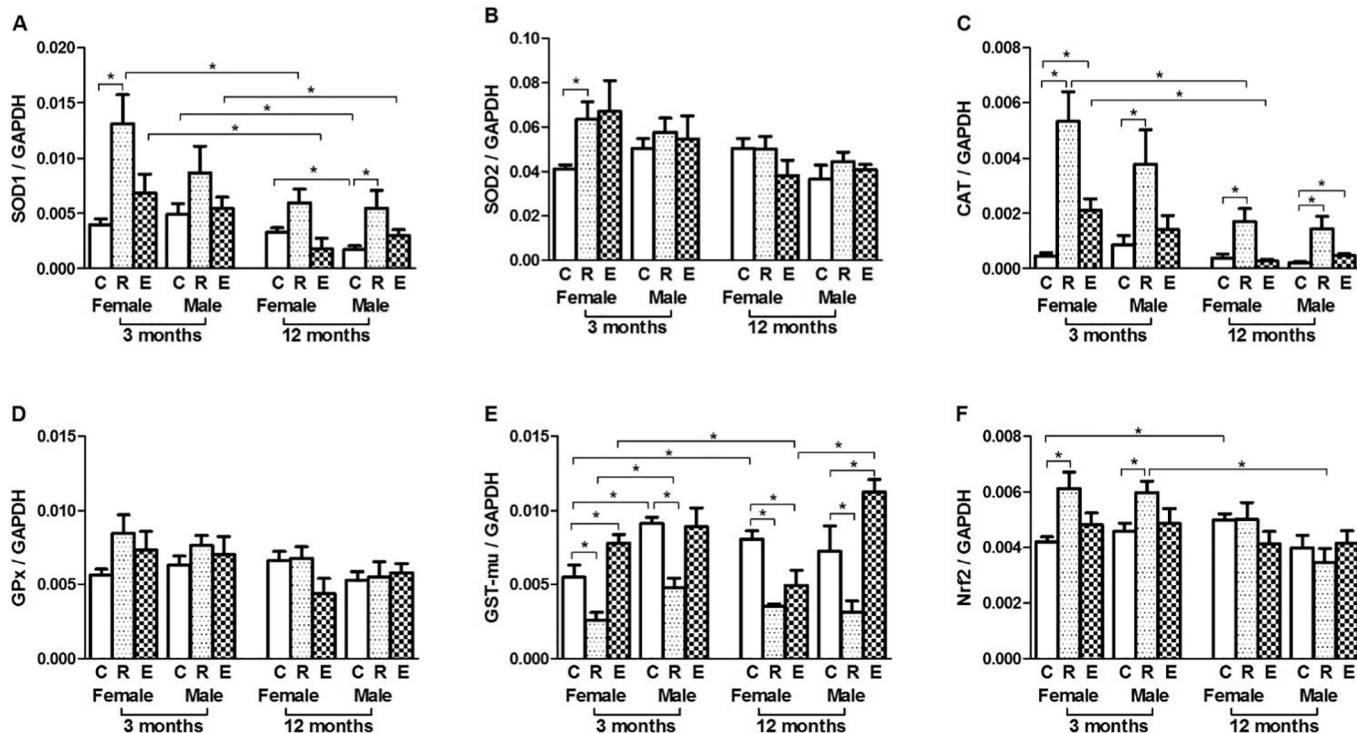 A
SOD1 / GAPDH
0.020
0.015
0.010
0.005
0.000
* * * * * * *
C R E C R E C R E C R E
Female Male Female Male
3 months 12 months
B
SOD2 / GAPDH
0.10
0.08
0.06
0.04
0.02
0.00
*
C R E C R E C R E C R E
Female Male Female Male
3 months 12 months
C
CAT / GAPDH
0.008
0.006
0.004
0.002
0.000
* * * * * * * *
C R E C R E C R E C R E
Female Male Female Male
3 months 12 months
D
GPx / GAPDH
0.015
0.010
0.005
0.000
C R E C R E C R E C R E
Female Male Female Male
3 months 12 months
E
GST-mu / GAPDH
0.015
0.010
0.005
0.000
* * * * * * * * * * * *
C R E C R E C R E C R E
Female Male Female Male
3 months 12 months
F
Nrf2 / GAPDH
0.008
0.006
0.004
0.002
0.000
* * * *
C R E C R E C R E C R E
Female Male Female Male
3 months 12 months